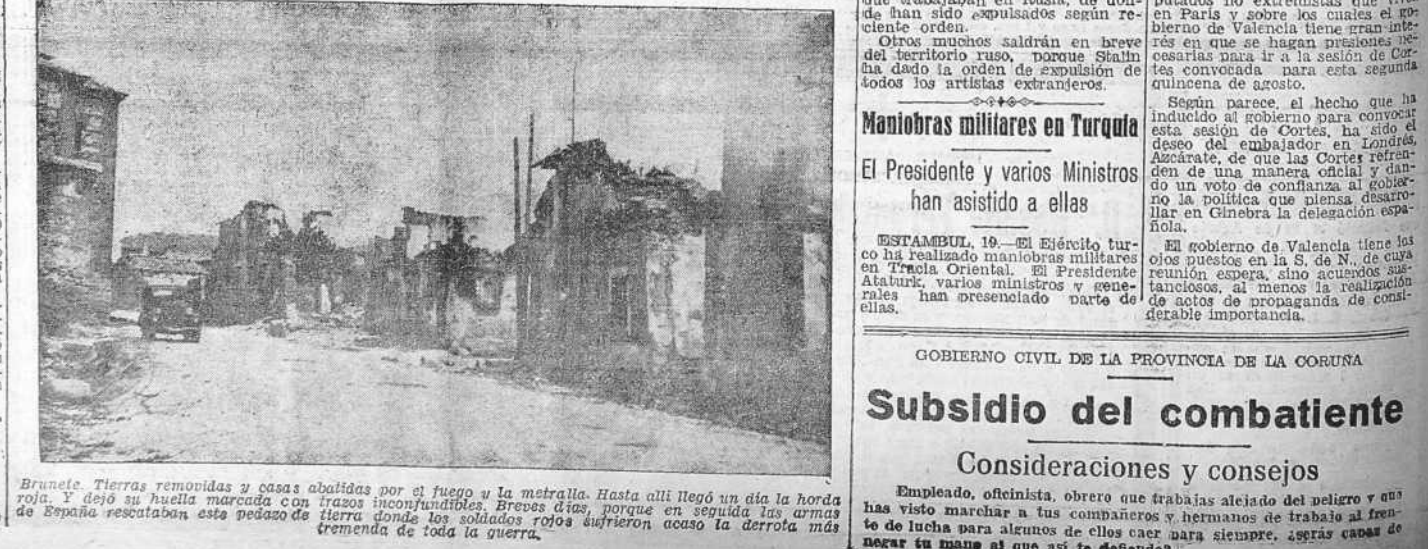 Brunete. Tierras removidas y casas abatidas por el fuego y la metralla. Hasta alli llegó un dia la horda
roja. Y dejó su huella marcada con trazos inconfundibles. Breves dias, porque en seguida las armas
de España rescataban este pedazo de tierra donde los soldados rojos sufrieron acaso la derrota más
tremenda de toda la guerra.
que trabajaban en Rusia, de don-
de han sido expulsados según re-
ciente orden.
Otros muchos saldrán en breve
del territorio ruso, porque Stalin
ha dado la orden de expulsión de
todos los artistas extranjeros.
Maniobras militares en Turquía
El Presidente y varios Ministros
han asistido a ellas
ESTAMBUL, 19.—El Ejército tur-
co ha realizado maniobras militares
en Tracia Oriental. El Presidente
Ataturk, varios ministros y gene-
rales han presenciado parte de
ellas.
putados no extremistas que
en París y sobre los cuales el go-
bierno de Valencia tiene gran inte-
rés en que se hagan presiones ne-
cesarias para ir a la sesión de Cor-
tes convocada para esta segunda
quincena de agosto.
Según parece, el hecho que ha
inducido al gobierno para convocar
esta sesión de Cortes, ha sido el
deseo del embajador en Londres,
Azcárate, de que las Cortes refren-
den de una manera oficial y dan-
do un voto de confianza al gobier-
no la política que piensa desarro-
llar en Ginebra la delegación espa-
ñola.
El gobierno de Valencia tiene los
ojos puestos en la S. de N., de cuya
reunión espera, sino acuerdos sus-
tanciosos, al menos la realización
de actos de propaganda de consi-
derable importancia.
GOBIERNO CIVIL DE LA PROVINCIA DE LA CORUÑA
Subsidio del combatiente
Consideraciones y consejos
Empleado, oficinista, obrero que trabajas alejado del peligro y que
has visto marchar a tus compañeros y hermanos de trabajo al fren-
te de lucha para algunos de ellos caer para siempre, ¿serás capaz de
negar tu mano al que así te defiende?